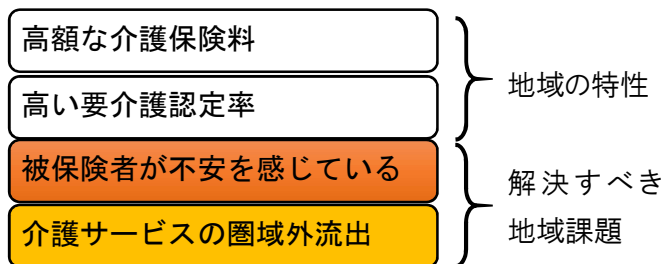 高額な介護保険料
高い要介護認定率
地域の特性
被保険者が不安を感じている
介護サービスの圏域外流出
解決すべき
地域課題